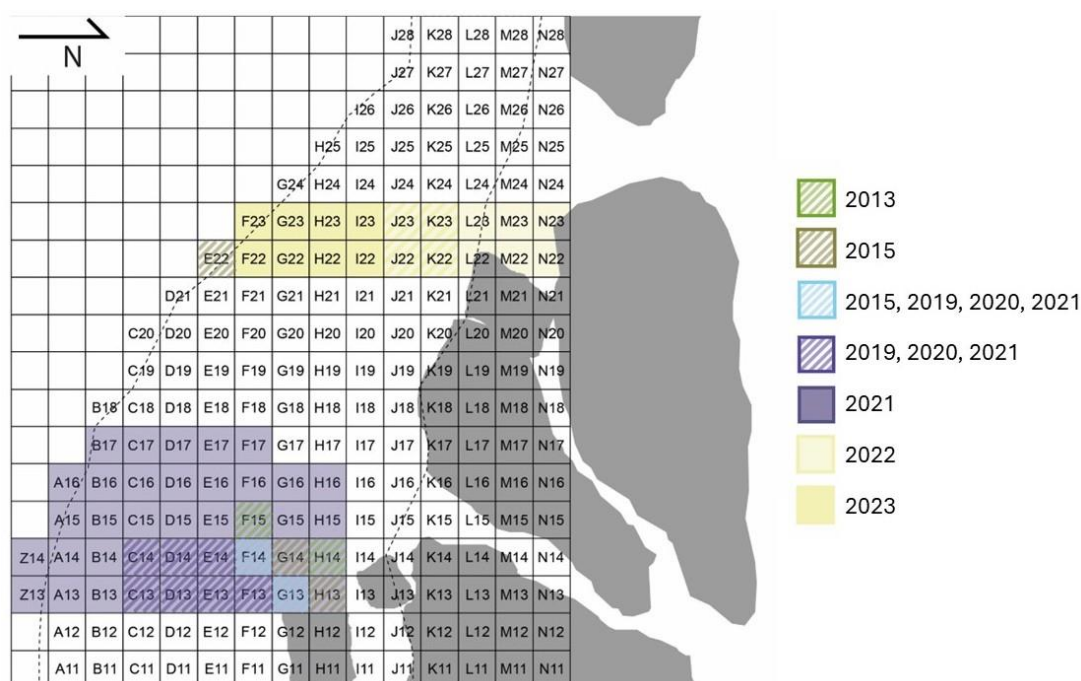 N
J28 K28 L28 M28 N28
J27 K27 L27 M27 N27
I26 J26 K26 L26 M26 N26
H25 I25 J25 K25 L25 M25 N25
G24 H24 I24 J24 K24 L24 M24 N24
F23 G23 H23 I23 J23 K23 L23 M23 N23
E22 F22 G22 H22 I22 J22 K22 L22 M22 N22
D21 E21 F21 G21 H21 I21 J21 K21 L21 M21 N21
C20 D20 E20 F20 G20 H20 I20 J20 K20 L20 M20 N20
C19 D19 E19 F19 G19 H19 I19 J19 K19 L19 M19 N19
B18 C18 D18 E18 F18 G18 H18 I18 J18 K18 L18 M18 N18
B17 C17 D17 E17 F17 G17 H17 I17 J17 K17 L17 M17 N17
A16 B16 C16 D16 E16 F16 G16 H16 I16 J16 K16 L16 M16 N16
A15 B15 C15 D15 E15 F15 G15 H15 I15 J15 K15 L15 M15 N15
Z14 A14 B14 C14 D14 E14 F14 G14 H14 I14 J14 K14 L14 M14 N14
Z13 A13 B13 C13 D13 E13 F13 G13 H13 I13 J13 K13 L13 M13 N13
A12 B12 C12 D12 E12 F12 G12 H12 I12 J12 K12 L12 M12 N12
A11 B11 C11 D11 E11 F11 G11 H11 I11 J11 K11 L11 M11 N11
2013
2015
2015, 2019, 2020, 2021
2019, 2020, 2021
2021
2022
2023